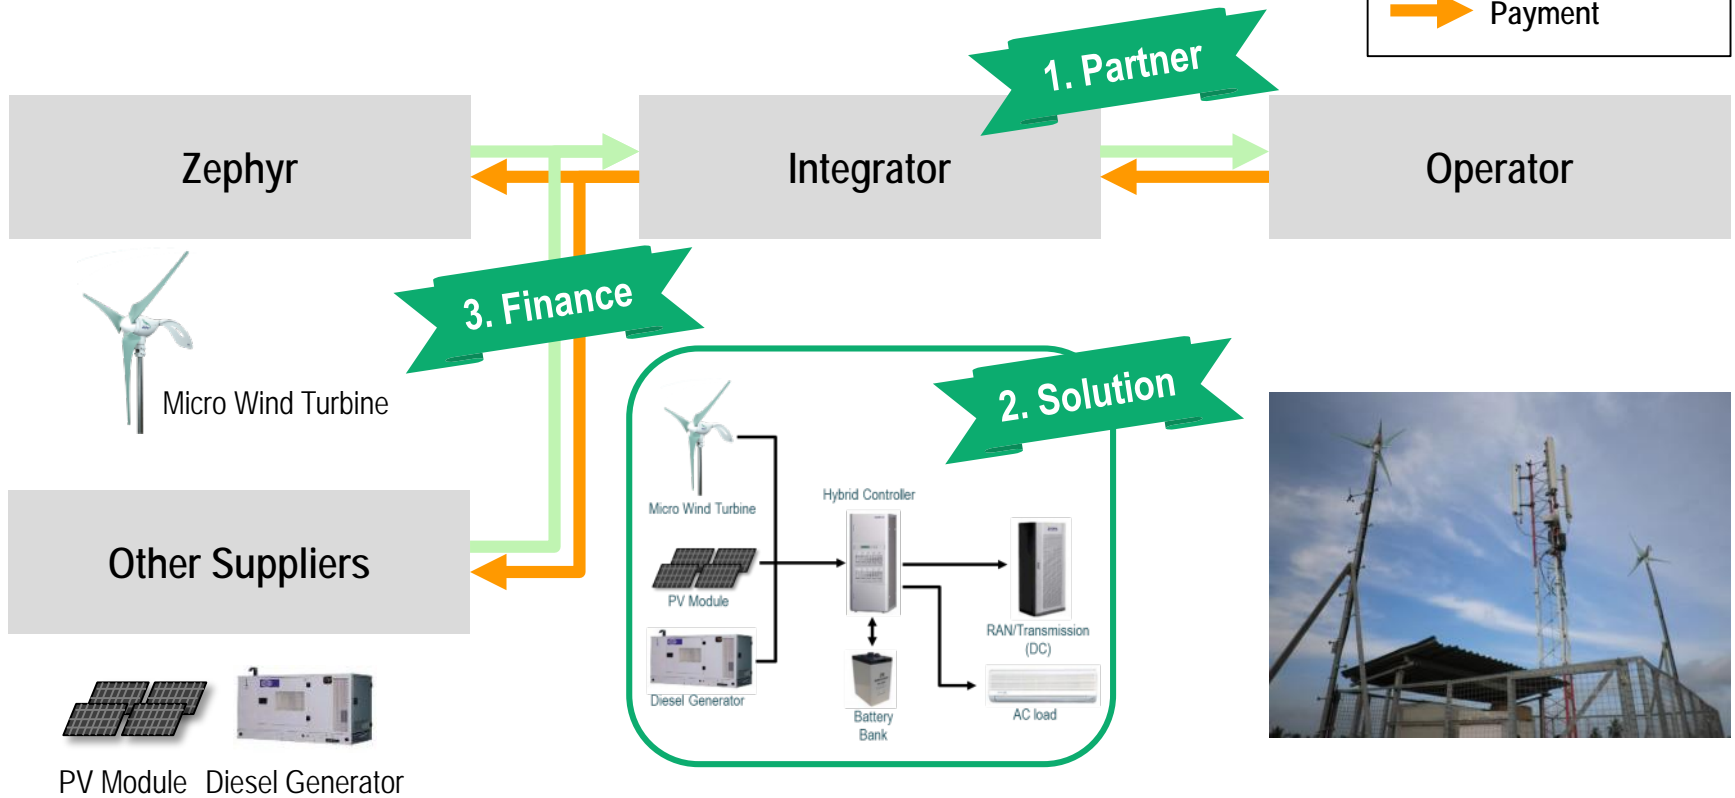 Payment
1. Partner
Zephyr
Integrator
Operator
3. Finance
Micro Wind Turbine
2. Solution
Micro Wind Turbine
Hybrid Controller
PV Module
RAN/Transmission
(DC)
Diesel Generator
Battery
Bank
AC load
Other Suppliers
PV Module
Diesel Generator